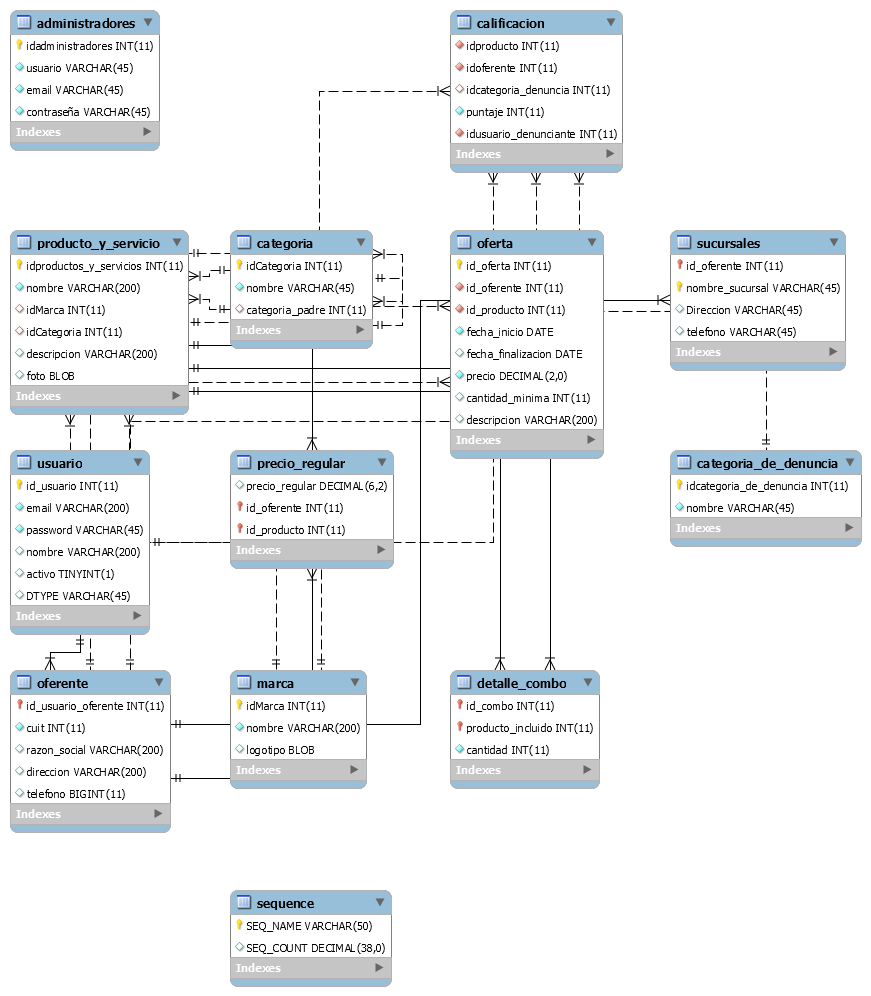 administradores
idadministradores INT(11)
usuario VARCHAR(45)
email VARCHAR(45)
contraseña VARCHAR(45)
Indexes
calificacion
idproducto INT(11)
idoferente INT(11)
idcategoria_denuncia INT(11)
puntaje INT(11)
idusuario_denunciante INT(11)
Indexes
producto_y_servicio
idproductos_y_servicios INT(11)
nombre VARCHAR(200)
idMarca INT(11)
idCategoria INT(11)
descripcion VARCHAR(200)
foto BLOB
Indexes
categoria
idCategoria INT(11)
nombre VARCHAR(45)
categoria_padre INT(11)
Indexes
oferta
id_oferta INT(11)
id_oferente INT(11)
id_producto INT(11)
fecha_inicio DATE
fecha_finalizacion DATE
precio DECIMAL(2,0)
cantidad_minima INT(11)
descripcion VARCHAR(200)
Indexes
sucursales
id_oferente INT(11)
nombre_sucursal VARCHAR(45)
Direccion VARCHAR(45)
telefono VARCHAR(45)
Indexes
usuario
id_usuario INT(11)
email VARCHAR(200)
password VARCHAR(45)
nombre VARCHAR(200)
activo TINYINT(1)
DTYPE VARCHAR(45)
Indexes
precio_regular
precio_regular DECIMAL(6,2)
id_oferente INT(11)
id_producto INT(11)
Indexes
categoria_de_denuncia
idcategoria_de_denuncia INT(11)
nombre VARCHAR(45)
Indexes
oferente
id_usuario_oferente INT(11)
cuit INT(11)
razon_social VARCHAR(200)
direccion VARCHAR(200)
telefono BIGINT(11)
Indexes
marca
idMarca INT(11)
nombre VARCHAR(200)
logotipo BLOB
Indexes
detalle_combo
id_combo INT(11)
producto_incluido INT(11)
cantidad INT(11)
Indexes
sequence
SEQ_NAME VARCHAR(50)
SEQ_COUNT DECIMAL(38,0)
Indexes